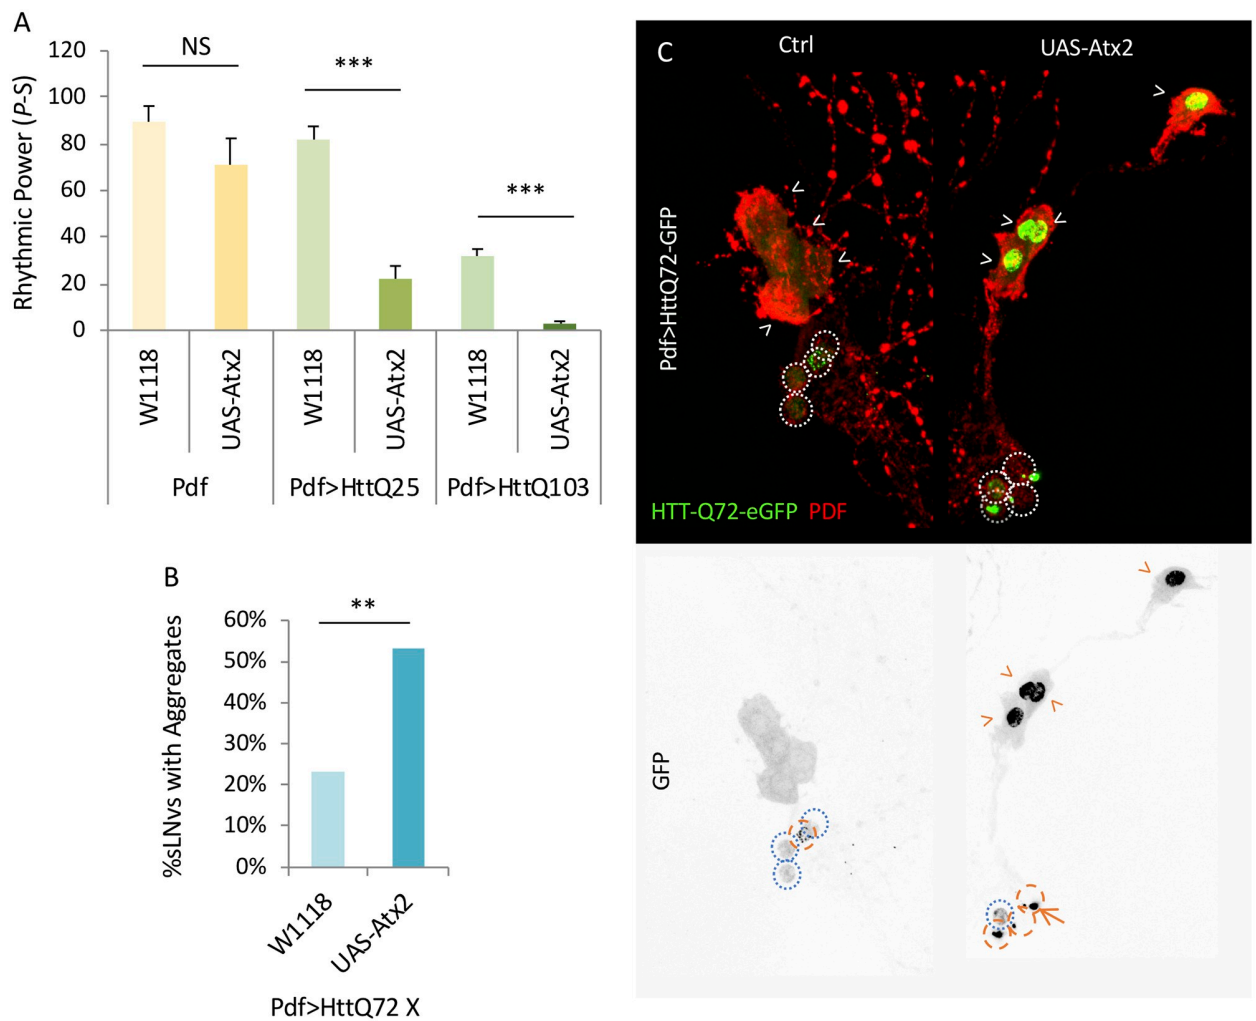 A
Rhythmic Power (P-S)
120
100
80
60
40
20
0
NS
***
***
W1118
UAS-Atx2
W1118
UAS-Atx2
W1118
UAS-Atx2
Pdf
Pdf>HttQ25
Pdf>HttQ103
B
%sLNvs with Aggregates
60%
50%
40%
30%
20%
10%
0%
**
W1118
UAS-Atx2
Pdf>HttQ72 X
C
Ctrl
UAS-Atx2
Pdf>HttQ72-GFP
HTT-Q72-eGFP PDF
GFP